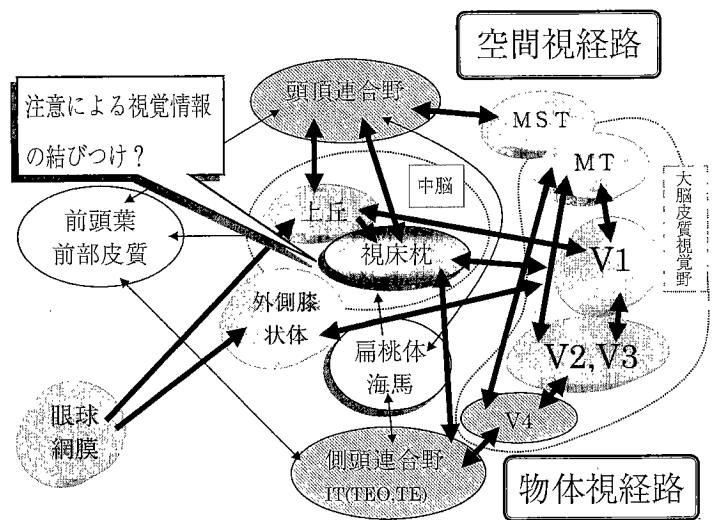 空間視経路
頭頂連合野
注意による視覚情報
の結びつけ?
MST
MT
中脳
大脳皮質視覚野
前頭葉
前部皮質
上丘
視床枕
V1
外側膝
状体
扁桃体
海馬
V2,V3
眼球
網膜
V4
側頭連合野
IT(TEO,TE)
物体視経路